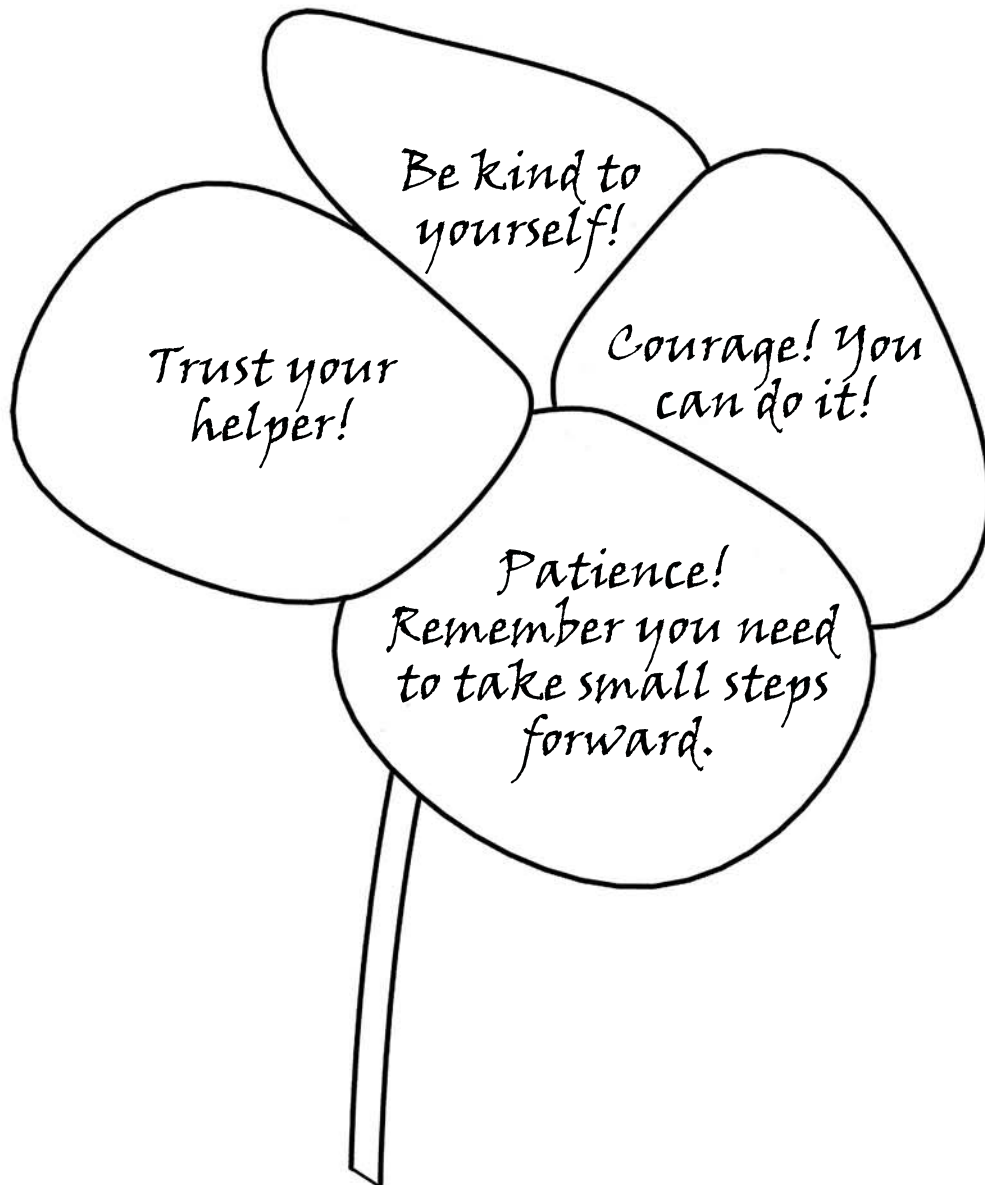 Be kind to
yourself!
Trust your
helper!
Courage! You
can do it!
Patience!
Remember you need
to take small steps
forward.